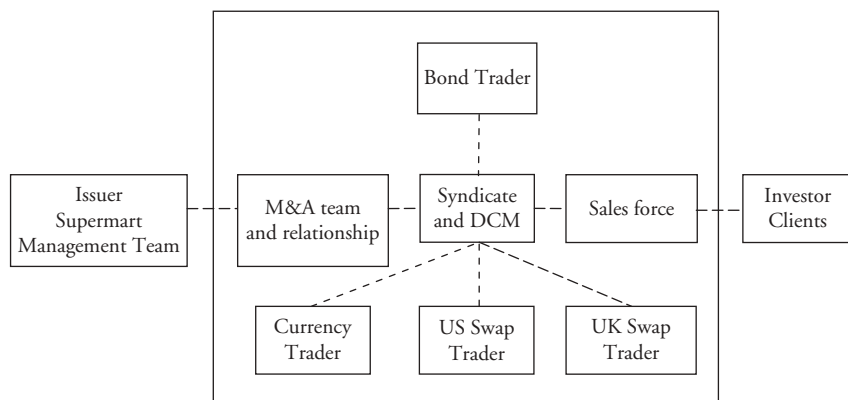 Bond Trader
Issuer
Supermart
Management Team
M&A team
and relationship
Syndicate
and DCM
Sales force
Investor
Clients
Currency
Trader
US Swap
Trader
UK Swap
Trader